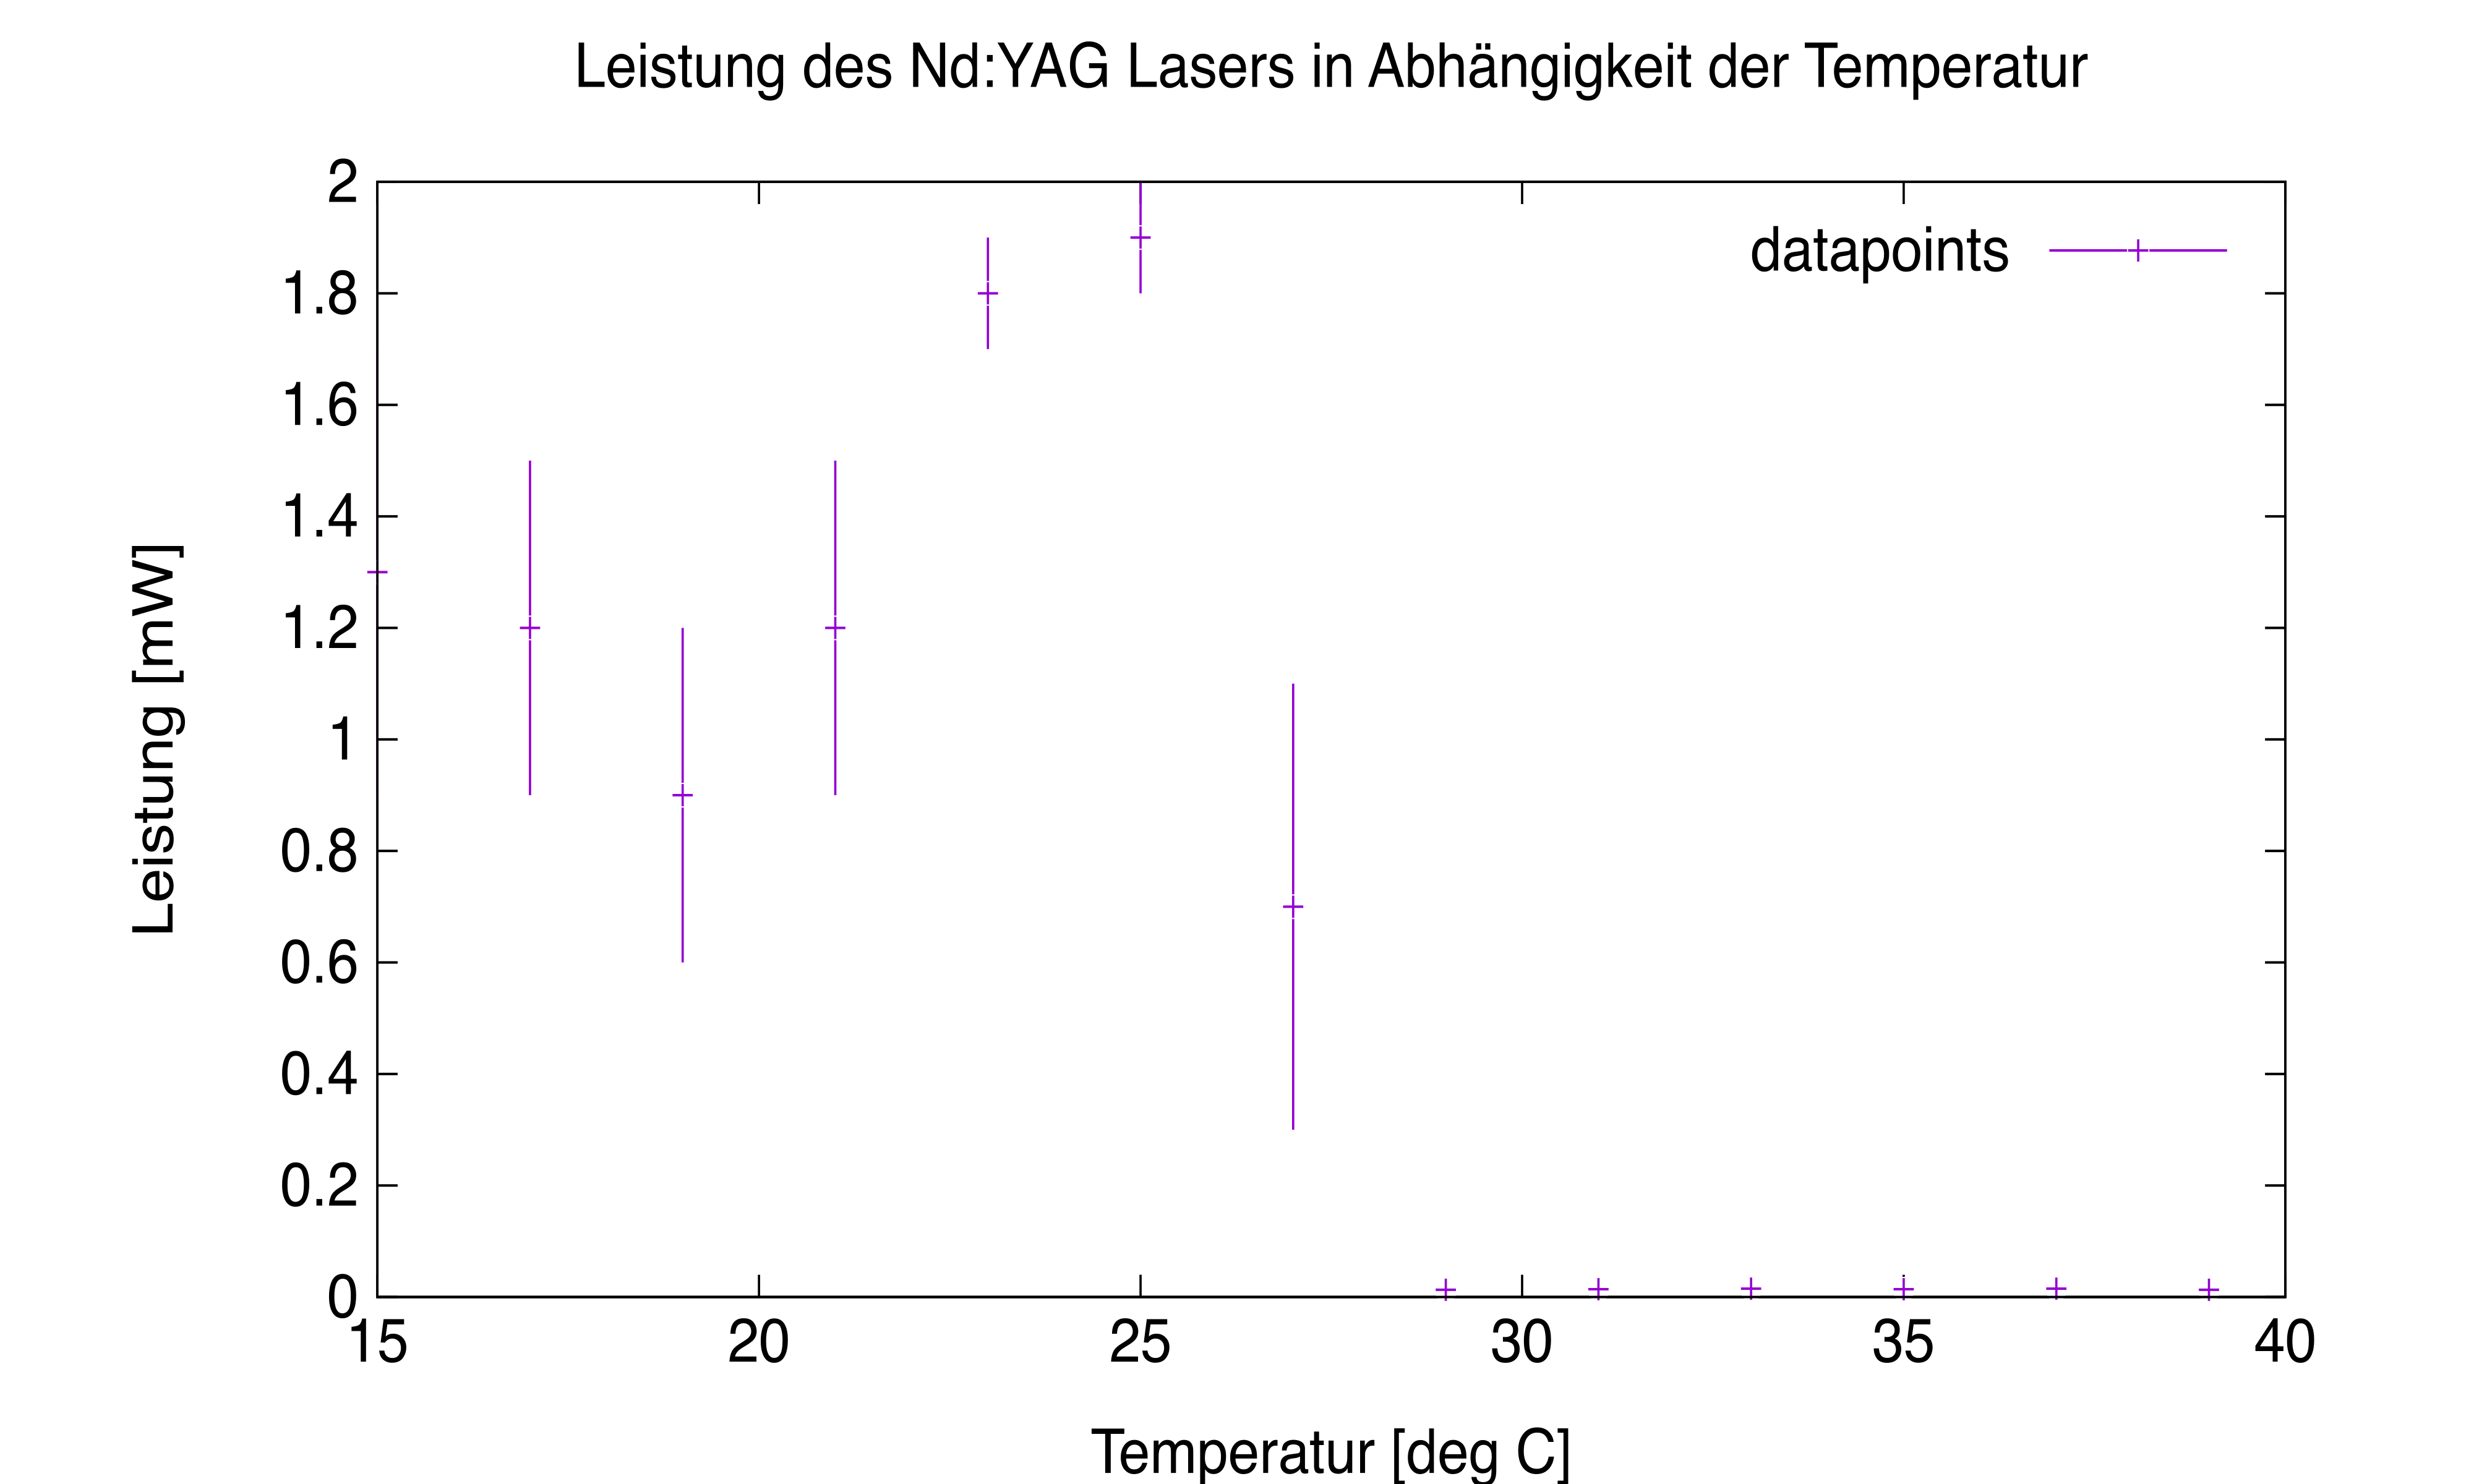 Leistung des Nd:YAG Lasers in Abhängigkeit der Temperatur
datapoints
Leistung [mW]
2
1.8
1.6
1.4
1.2
1
0.8
0.6
0.4
0.2
0
15 20 25 30 35 40
Temperatur [deg C]